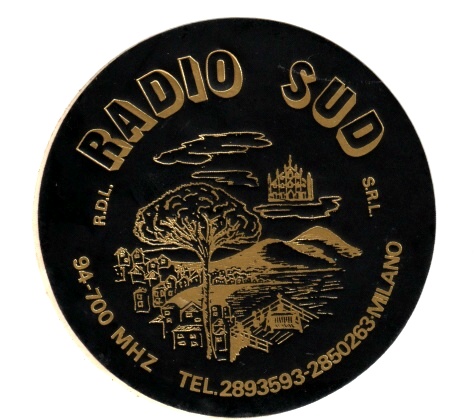 RADIO SUD
R.D.L. S.R.L.
94-700 MHZ TEL.2893593-2850263-MILANO